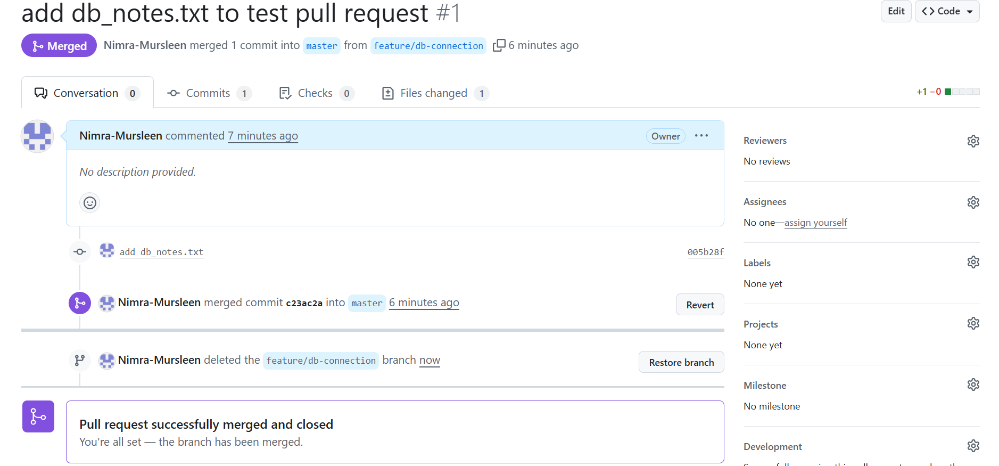 add db_notes.txt to test pull request #1
Edit
Code
Merged
Nimra-Mursleen merged 1 commit into master from feature/db-connection 6 minutes ago
Conversation 0
Commits 1
Checks 0
Files changed 1
+1 −0
Nimra-Mursleen commented 7 minutes ago
Owner
No description provided.
add db_notes.txt
005b28f
Nimra-Mursleen merged commit c23ac2a into master 6 minutes ago
Revert
Nimra-Mursleen deleted the feature/db-connection branch now
Restore branch
Pull request successfully merged and closed
You're all set — the branch has been merged.
Reviewers
No reviews
Assignees
No one—assign yourself
Labels
None yet
Projects
None yet
Milestone
No milestone
Development